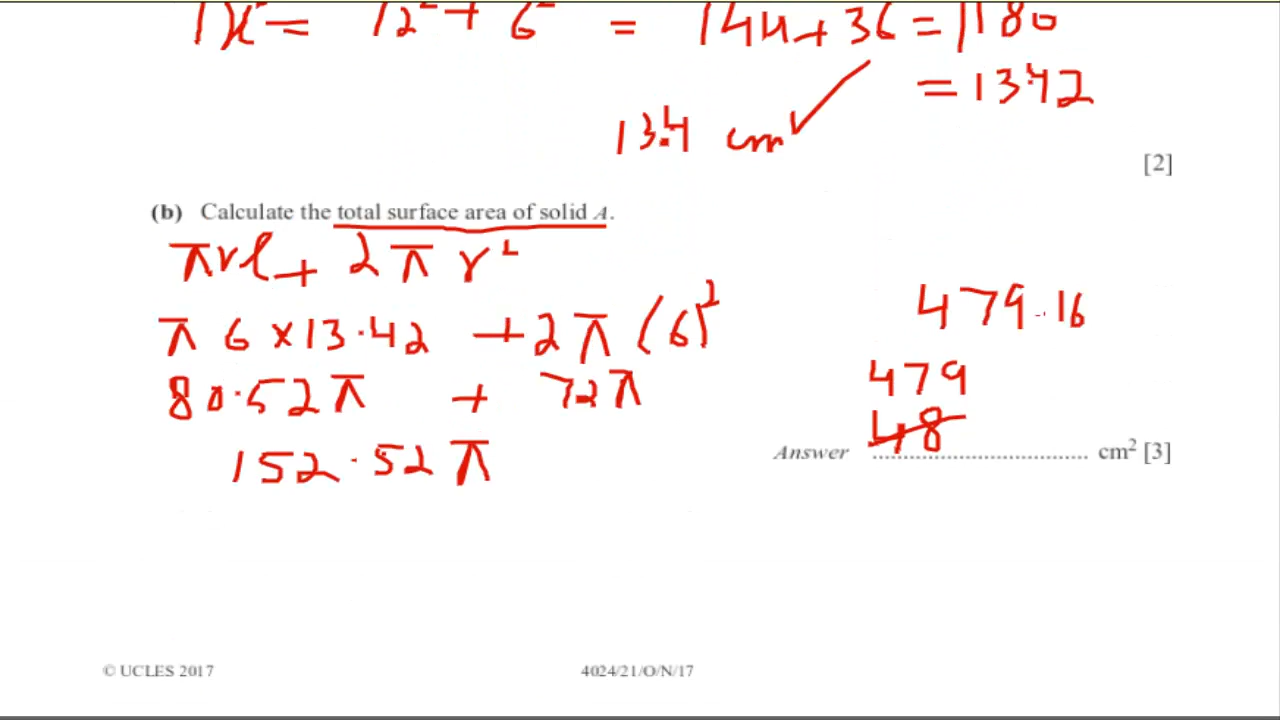 x² = 12² + 6² = 144 + 36 = √180
= 13.42
13.4 cm
[2]
(b) Calculate the total surface area of solid A.
πrl + 2πr²
π 6 × 13.42 + 2π (6)²
479.16
80.52π + 72π
479
48
152.52π
Answer .................................... cm² [3]
© UCLES 2017
4024/21/O/N/17